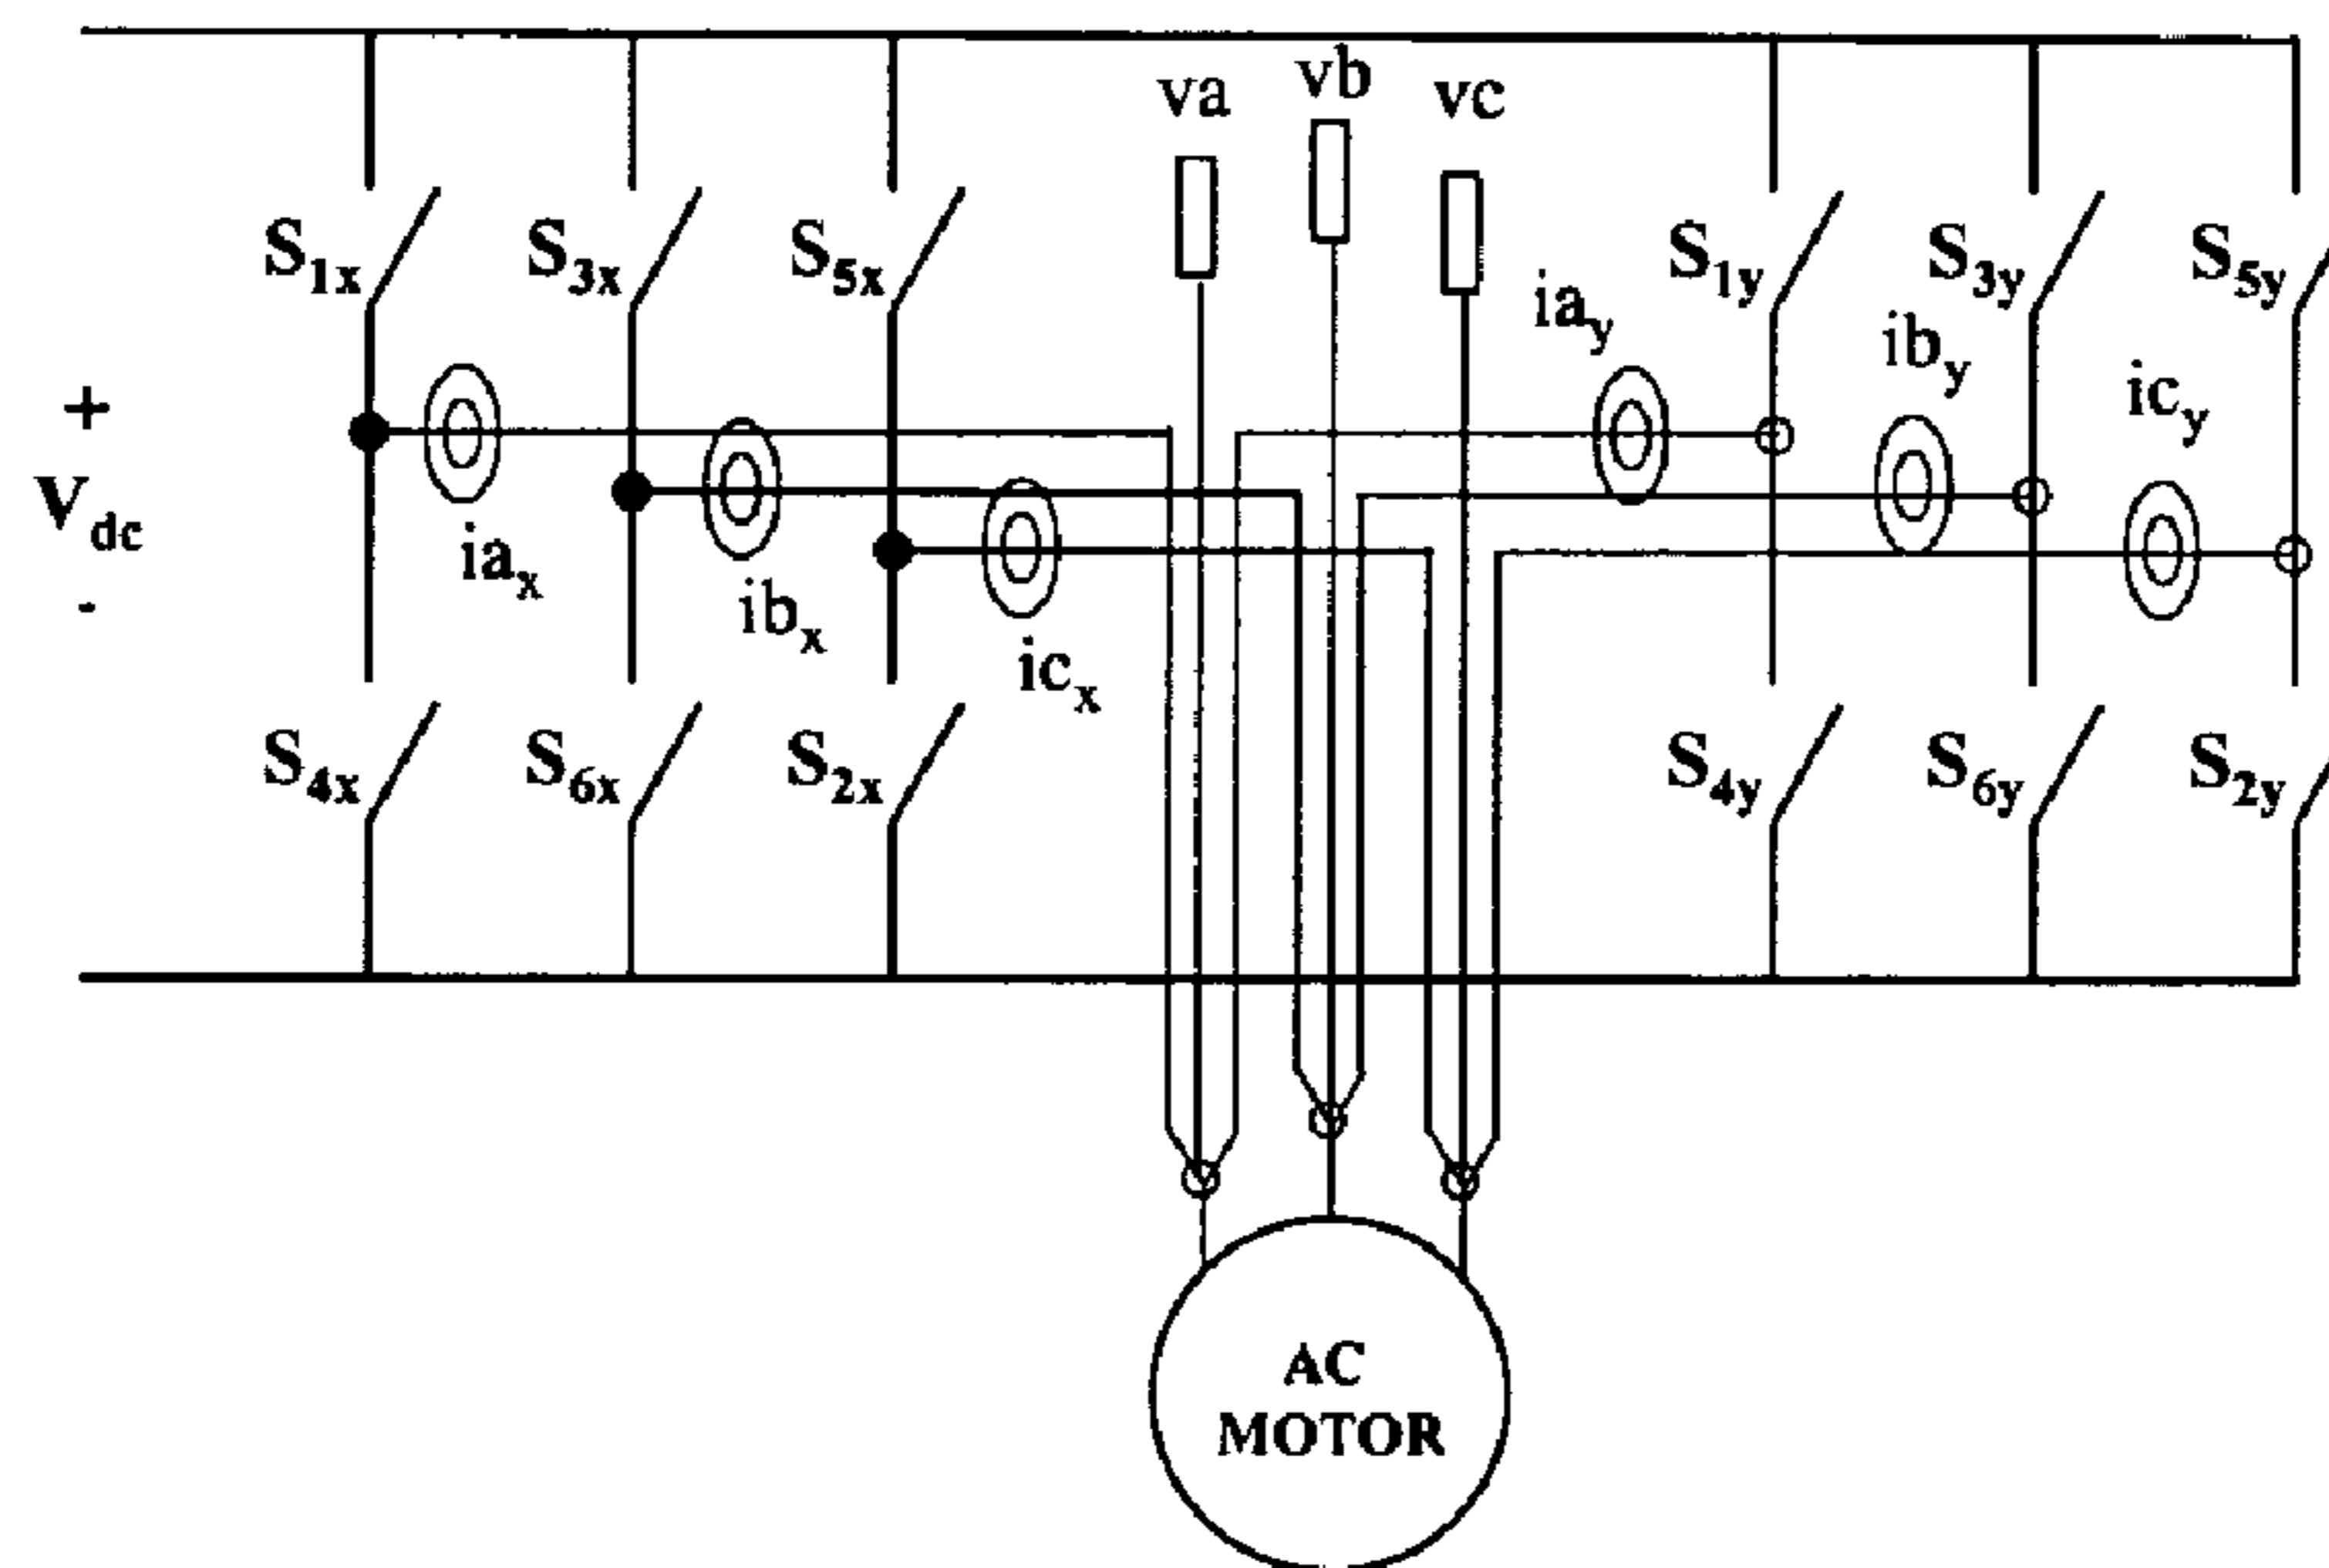 va
vb
vc
S1x
S3x
S5x
S1y
S3y
S5y
iay
iby
icy
+
Vdc
-
iax
ibx
icx
S4x
S6x
S2x
S4y
S6y
S2y
AC
MOTOR